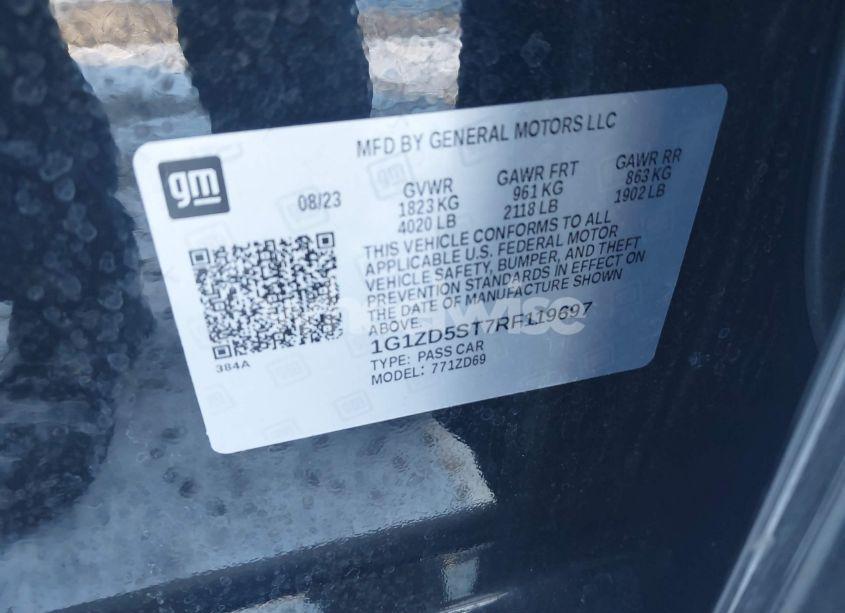 MFD BY GENERAL MOTORS LLC
gm
08/23
GVWR
1823 KG
4020 LB
GAWR FRT
961 KG
2118 LB
GAWR RR
863 KG
1902 LB
THIS VEHICLE CONFORMS TO ALL
APPLICABLE U.S. FEDERAL MOTOR
VEHICLE SAFETY, BUMPER, AND THEFT
PREVENTION STANDARDS IN EFFECT ON
THE DATE OF MANUFACTURE SHOWN
ABOVE.
1G1ZD5ST7RF119697
TYPE: PASS CAR
MODEL: 771ZD69
384A